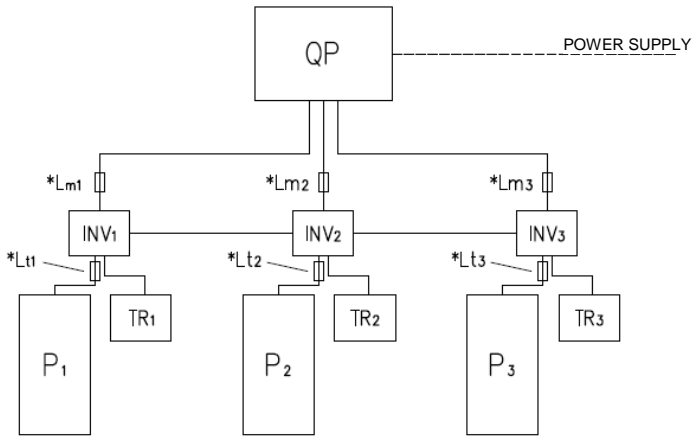 QP
POWER SUPPLY
*Lm1
*Lm2
*Lm3
INV1
INV2
INV3
*Lt1
*Lt2
*Lt3
TR1
TR2
TR3
P1
P2
P3